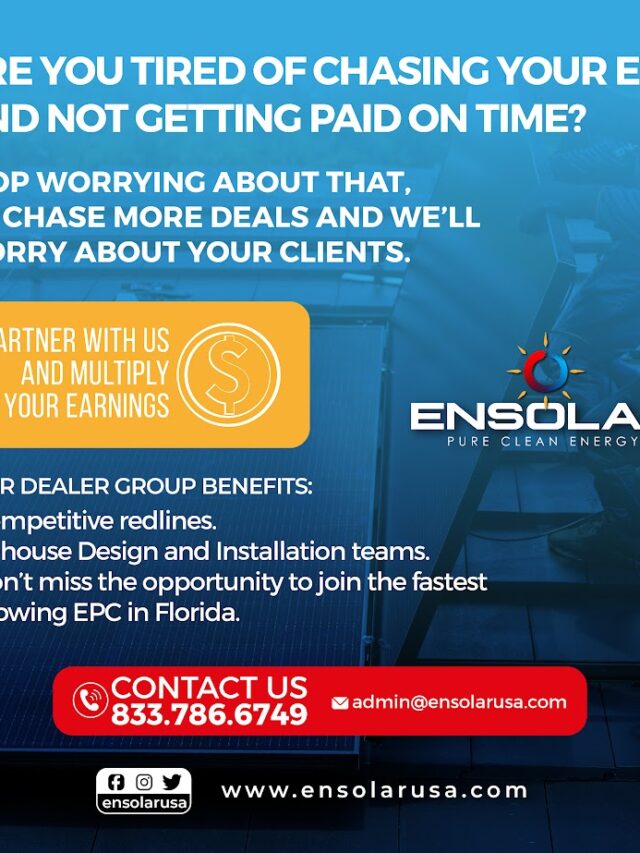 RE YOU TIRED OF CHASING YOUR E
ND NOT GETTING PAID ON TIME?
OP WORRYING ABOUT THAT,
CHASE MORE DEALS AND WE’LL
ORRY ABOUT YOUR CLIENTS.
ARTNER WITH US
AND MULTIPLY
YOUR EARNINGS
$
ENSOLA
PURE CLEAN ENERGY
R DEALER GROUP BENEFITS:
mpetitive redlines.
house Design and Installation teams.
on’t miss the opportunity to join the fastest
owing EPC in Florida.
CONTACT US
833.786.6749
admin@ensolarusa.com
ensolarusa
www.ensolarusa.com